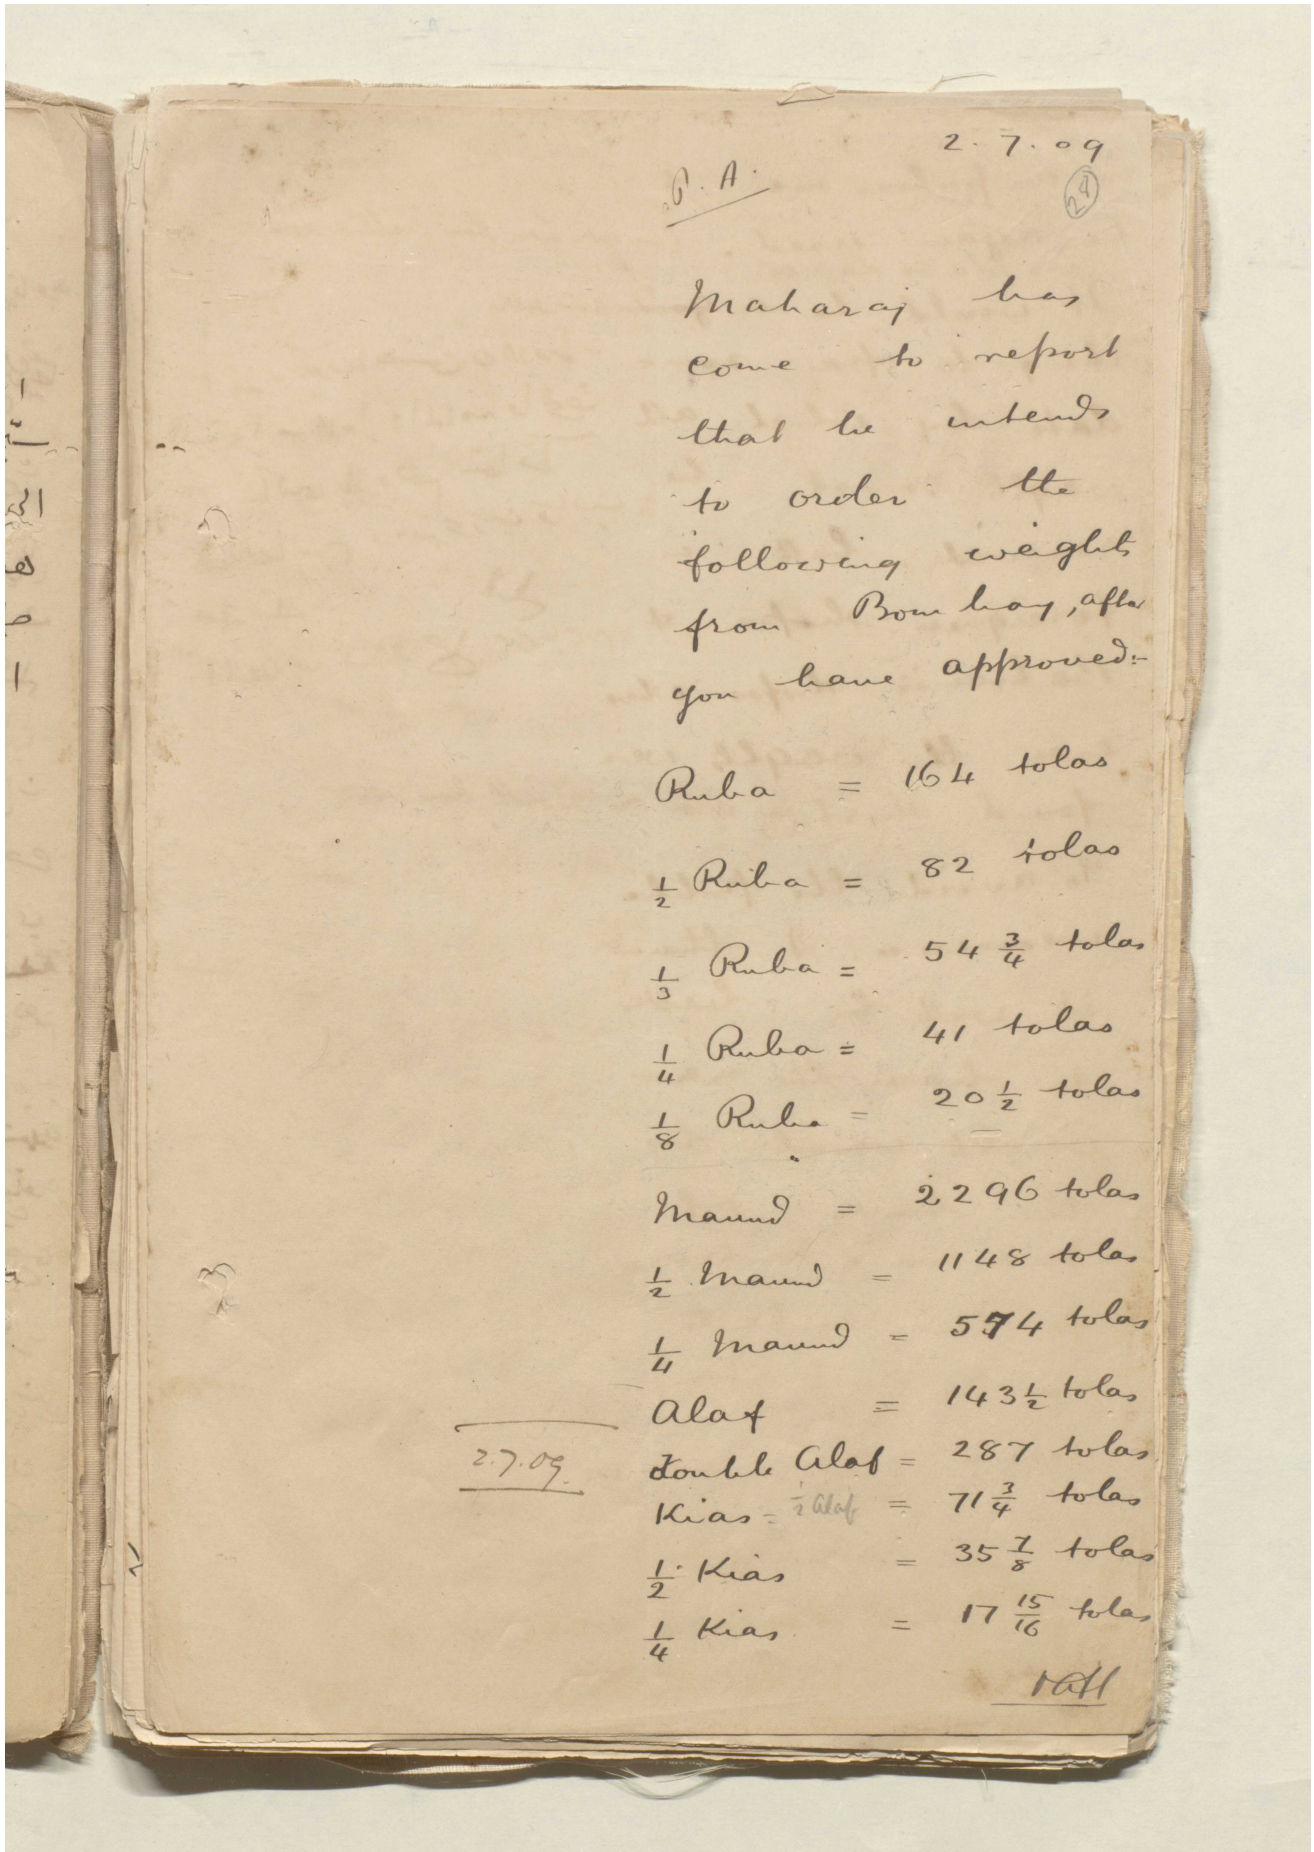 2.7.09
P. A.
28
Maharaj has
come to report
that he intends
to order the
following weights
from Bombay, after
you have approved:-
Ruba = 164 tolas
1/2 Ruba = 82 tolas
1/3 Ruba = 54 3/4 tolas
1/4 Ruba = 41 tolas
1/8 Ruba = 20 1/2 tolas
Maund = 2296 tolas
1/2 Maund = 1148 tolas
1/4 Maund = 574 tolas
Alaf = 143 1/2 tolas
Double Alaf = 287 tolas
2.7.09
Kias = 1/2 Alaf = 71 3/4 tolas
1/2 Kias = 35 7/8 tolas
1/4 Kias = 17 15/16 tolas